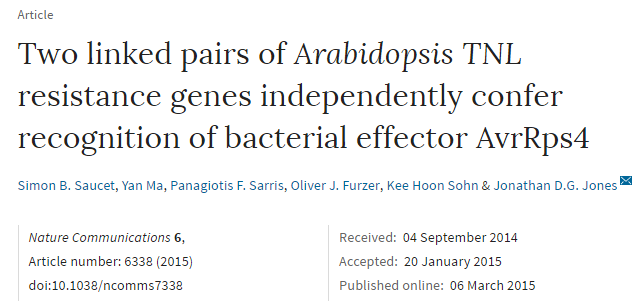 Article
Two linked pairs of Arabidopsis TNL
resistance genes independently confer
recognition of bacterial effector AvrRps4
Simon B. Saucet, Yan Ma, Panagiotis F. Sarris, Oliver J. Furzer, Kee Hoon Sohn & Jonathan D.G. Jones
Nature Communications 6,
Article number: 6338 (2015)
doi:10.1038/ncomms7338
Received: 04 September 2014
Accepted: 20 January 2015
Published online: 06 March 2015